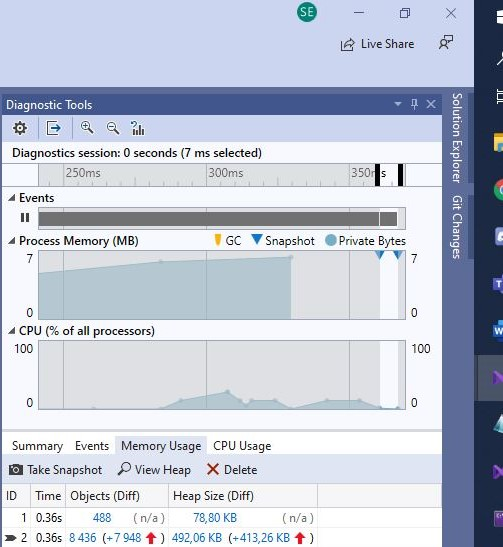 SE
Live Share
Diagnostic Tools
Diagnostics session: 0 seconds (7 ms selected)
250ms 300ms 350ms
Events
Process Memory (MB) GC Snapshot Private Bytes
7 7
0 0
CPU (% of all processors)
100 100
0 0
Summary Events Memory Usage CPU Usage
Take Snapshot View Heap Delete
ID Time Objects (Diff) Heap Size (Diff)
1 0.36s 488 (n/a) 78,80 KB (n/a)
2 0.36s 8 436 (+7 948) 492,06 KB (+413,26 KB)
Solution Explorer
Git Changes